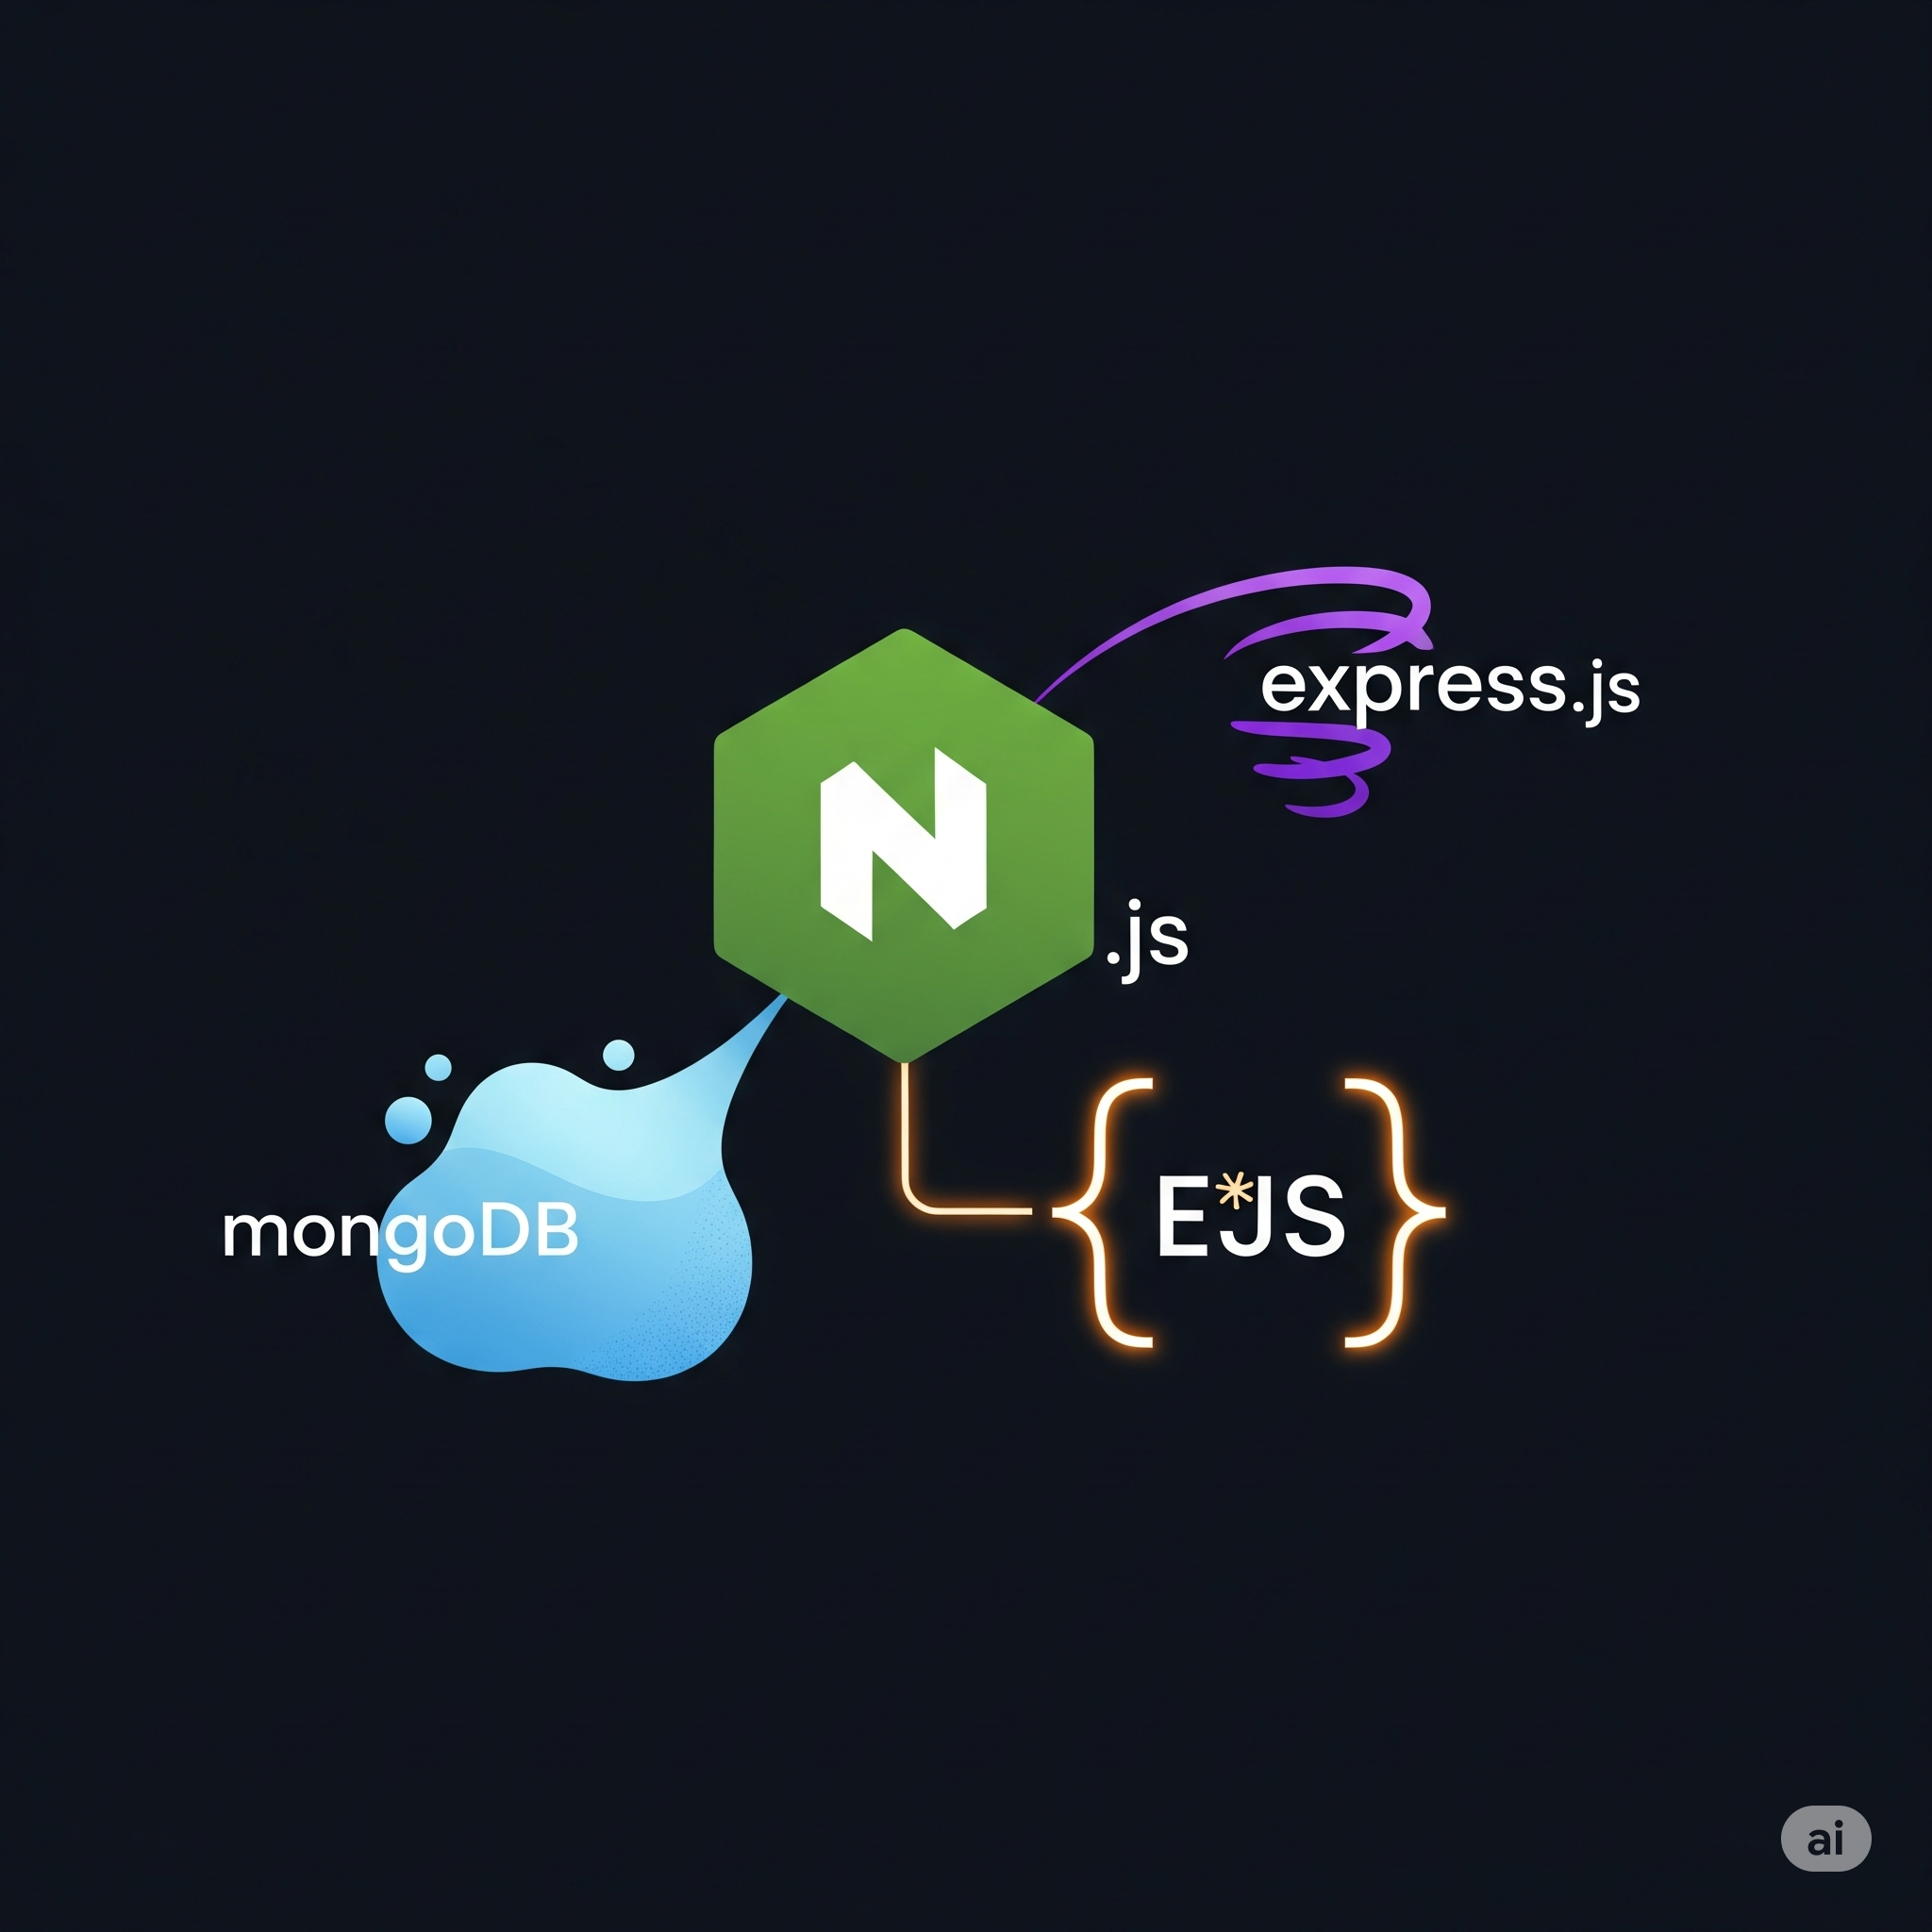 express.js
N
.js
mongoDB
{ E*JS }
ai